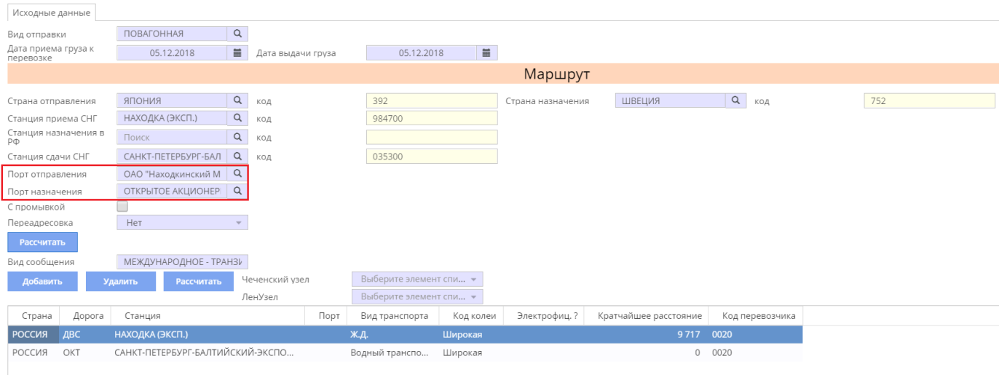 Исходные данные
Вид отправки ПОВАГОННАЯ
Дата приема груза к перевозке 05.12.2018 Дата выдачи груза 05.12.2018
Маршрут
Страна отправления ЯПОНИЯ код 392 Страна назначения ШВЕЦИЯ код 752
Станция приема СНГ НАХОДКА (ЭКСП.) код 984700
Станция назначения в РФ Поиск код
Станция сдачи СНГ САНКТ-ПЕТЕРБУРГ-БАЛ код 035300
Порт отправления ОАО "Находкинский М
Порт назначения ОТКРЫТОЕ АКЦИОНЕР
С промывкой
Переадресовка Нет
Рассчитать
Вид сообщения МЕЖДУНАРОДНОЕ - ТРАНЗИ
Добавить Удалить Рассчитать Чеченский узел Выберите элемент спи...
ЛенУзел Выберите элемент спи...
Страна Дорога Станция Порт Вид транспорта Код колеи Электрофиц. ? Кратчайшее расстояние Код перевозчика
РОССИЯ ДВС НАХОДКА (ЭКСП.) Ж.Д. Широкая 9 717 0020
РОССИЯ ОКТ САНКТ-ПЕТЕРБУРГ-БАЛТИЙСКИЙ-ЭКСПО... Водный транспо... Широкая 0 0020